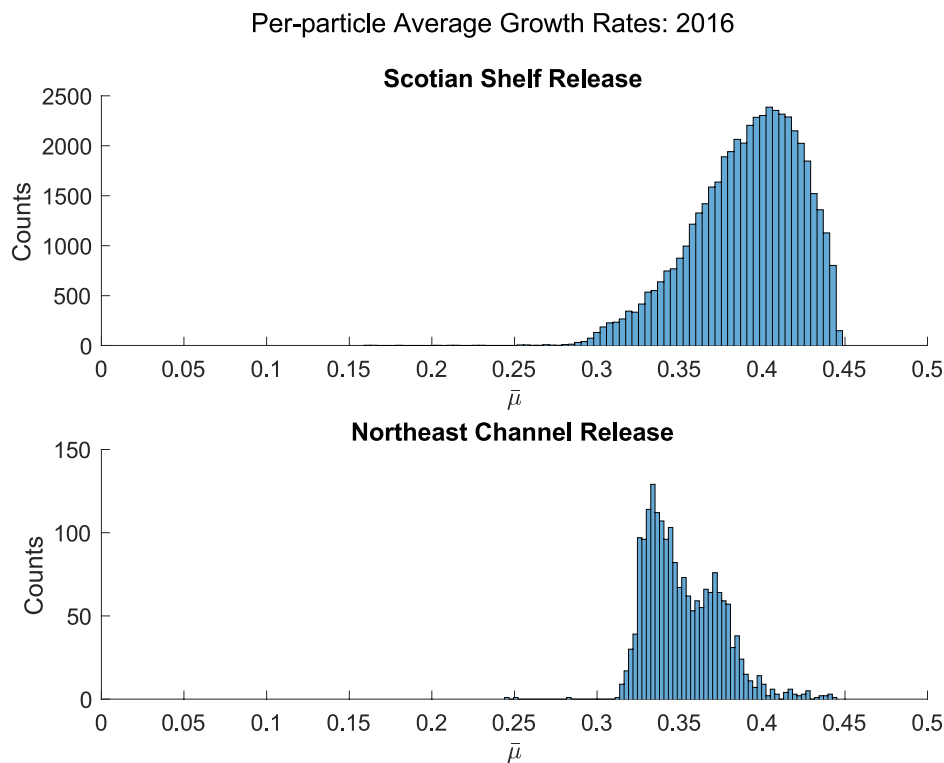 Per-particle Average Growth Rates: 2016
Scotian Shelf Release
2500
2000
1500
1000
500
0
Counts
0 0.05 0.1 0.15 0.2 0.25 0.3 0.35 0.4 0.45 0.5
μ̄
Northeast Channel Release
150
100
50
0
Counts
0 0.05 0.1 0.15 0.2 0.25 0.3 0.35 0.4 0.45 0.5
μ̄